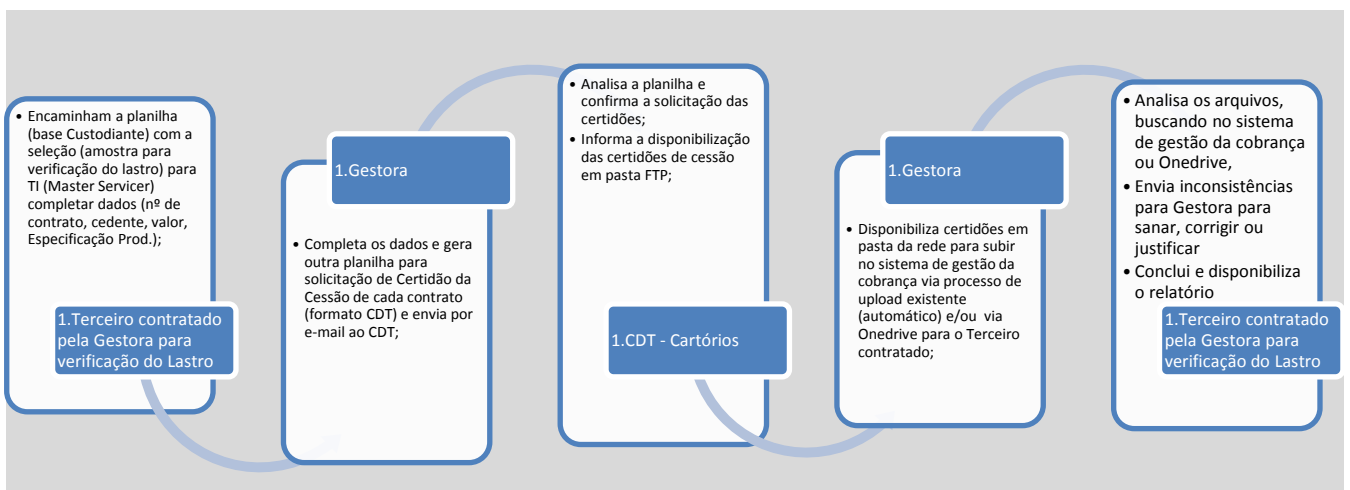 • Encaminham a planilha
(base Custodiante) com a
seleção (amostra para
verificação do lastro) para
TI (Master Servicer)
completar dados (nº de
contrato, cedente, valor,
Especificação Prod.);
1.Terceiro contratado
pela Gestora para
verificação do Lastro
1.Gestora
• Completa os dados e gera
outra planilha para
solicitação de Certidão da
Cessão de cada contrato
(formato CDT) e envia por
e-mail ao CDT;
• Analisa a planilha e
confirma a solicitação das
certidões;
• Informa a disponibilização
das certidões de cessão
em pasta FTP;
1.CDT - Cartórios
1.Gestora
• Disponibiliza certidões em
pasta da rede para subir
no sistema de gestão da
cobrança via processo de
upload existente
(automático) e/ou via
Onedrive para o Terceiro
contratado;
• Analisa os arquivos,
buscando no sistema
de gestão da cobrança
ou Onedrive,
• Envia inconsistências
para Gestora para
sanar, corrigir ou
justificar
• Conclui e disponibiliza
o relatório
1.Terceiro contratado
pela Gestora para
verificação do Lastro